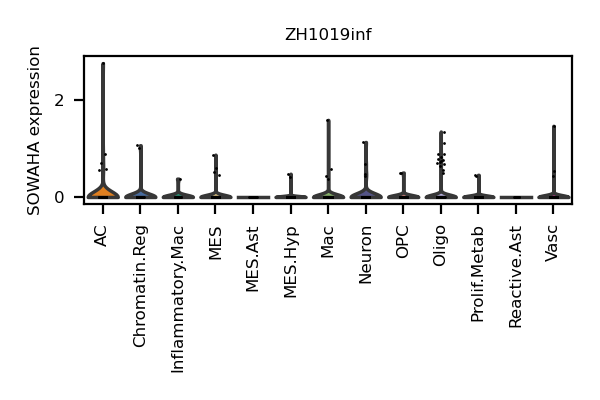 ZH1019inf
SOWAHA expression
2
0
AC
Chromatin.Reg
Inflammatory.Mac
MES
MES.Ast
MES.Hyp
Mac
Neuron
OPC
Oligo
Prolif.Metab
Reactive.Ast
Vasc